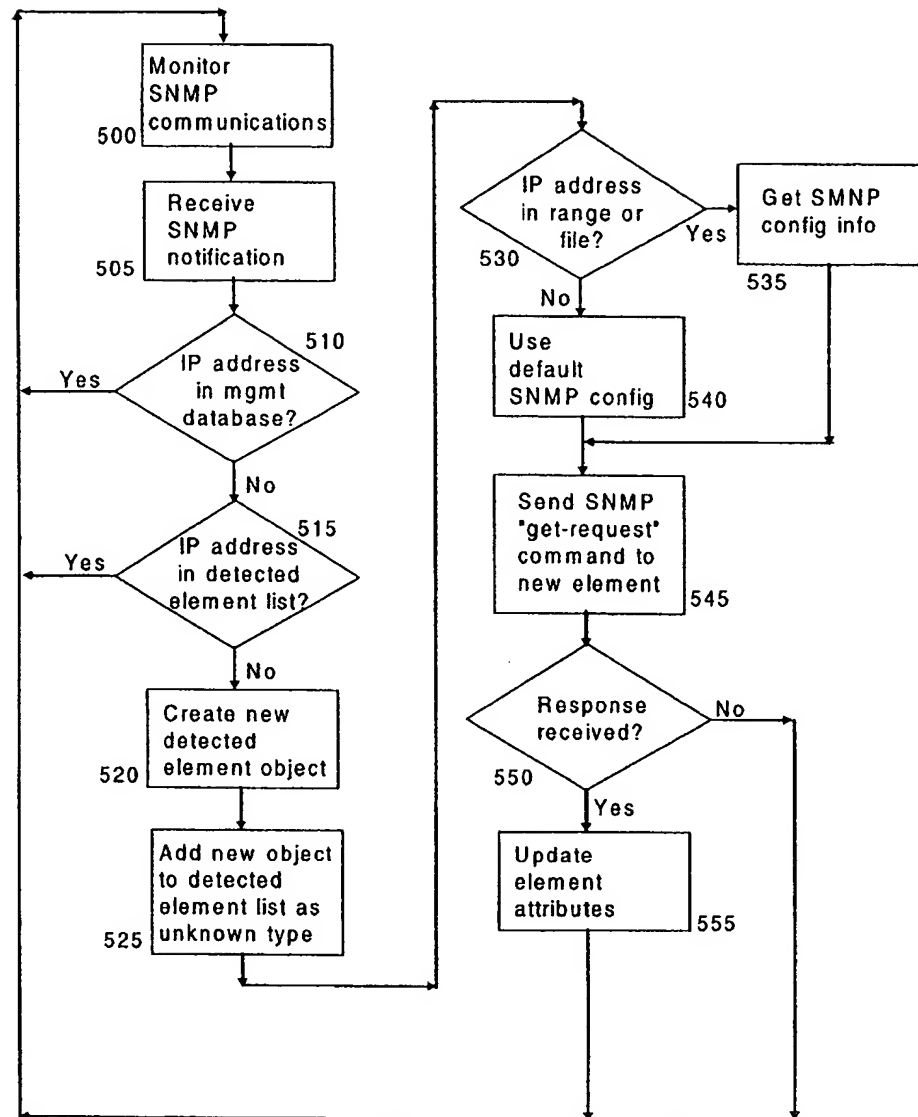 Monitor
SNMP
communications
500
Receive
SNMP
notification
505
510
IP address
in mgmt
database?
Yes
No
515
IP address
in detected
element list?
Yes
No
Create new
detected
element object
520
Add new object
to detected
element list as
unknown type
525
IP address
in range or
file?
530
Yes
No
Get SMNP
config info
535
Use
default
SNMP config
540
Send SNMP
"get-request"
command to
new element
545
Response
received?
550
No
Yes
Update
element
attributes
555